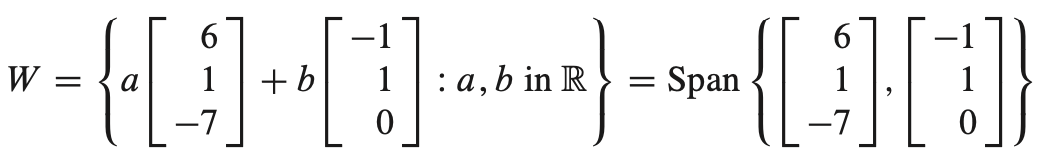 W = { a [ 6 1 −7 ] + b [ −1 1 0 ] : a, b in ℝ } = Span { [ 6 1 −7 ], [ −1 1 0 ] }